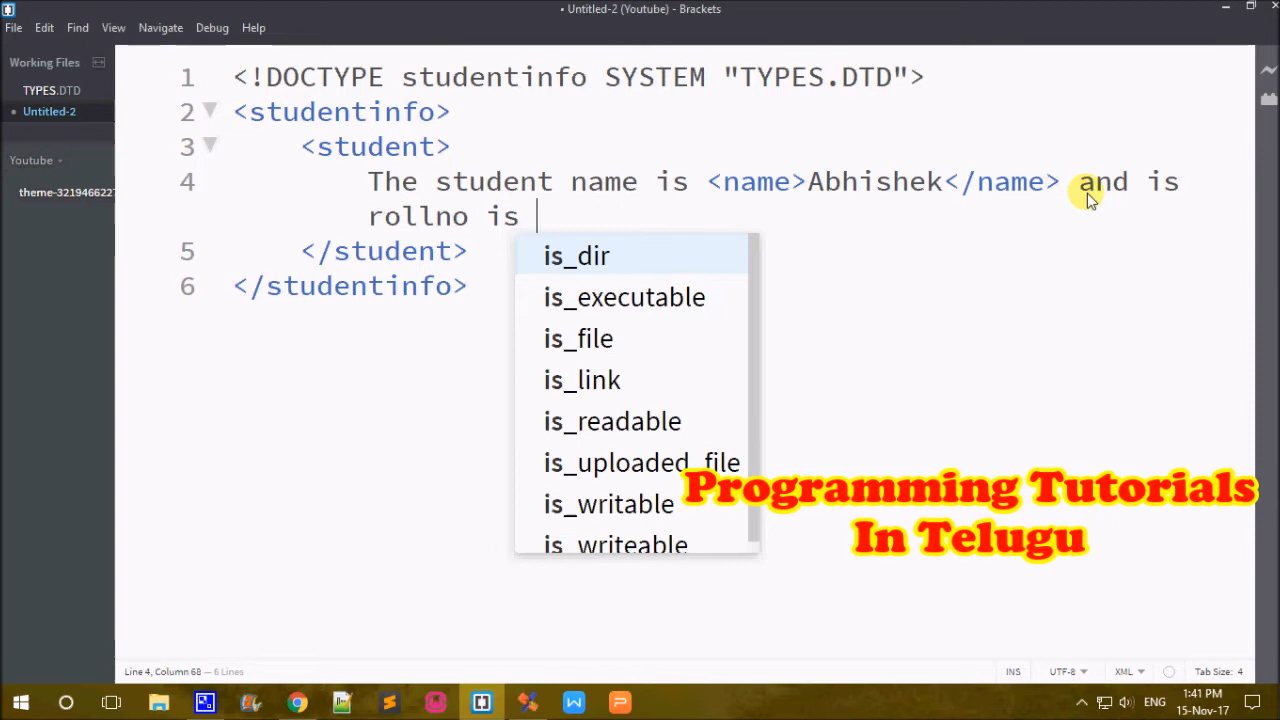 • Untitled-2 (Youtube) - Brackets
File Edit Find View Navigate Debug Help
Working Files
TYPES.DTD
• Untitled-2
Youtube
theme-321946622
1 <!DOCTYPE studentinfo SYSTEM "TYPES.DTD">
2 <studentinfo>
3 <student>
4 The student name is <name>Abhishek</name> and is
rollno is
5 </student>
6 </studentinfo>
is_dir
is_executable
is_file
is_link
is_readable
is_uploaded_file
is_writable
is_writeable
Programming Tutorials
In Telugu
Line 4, Column 68 — 6 Lines
INS UTF-8 XML Tab Size: 4
ENG
1:41 PM
15-Nov-17